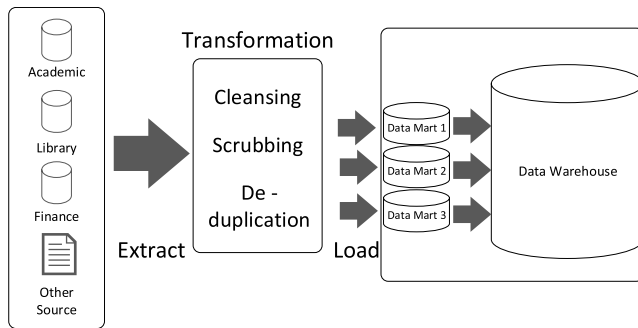 Academic
Library
Finance
Other
Source
Extract
Transformation
Cleansing
Scrubbing
De -
duplication
Load
Data Mart 1
Data Mart 2
Data Mart 3
Data Warehouse